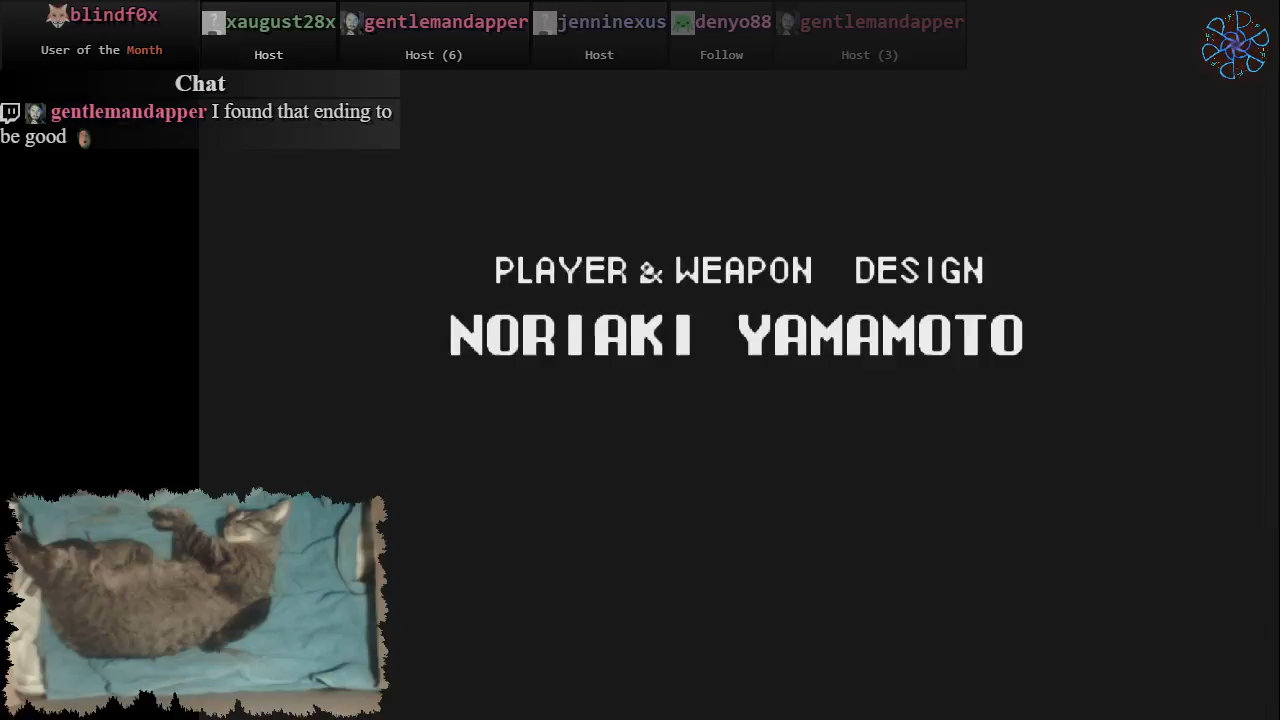 blindf0x
User of the Month
xaugust28x
Host
gentlemandapper
Host (6)
jenninexus
Host
denyo88
Follow
gentlemandapper
Host (3)
Chat
gentlemandapper I found that ending to
be good
PLAYER & WEAPON DESIGN
NORIAKI YAMAMOTO